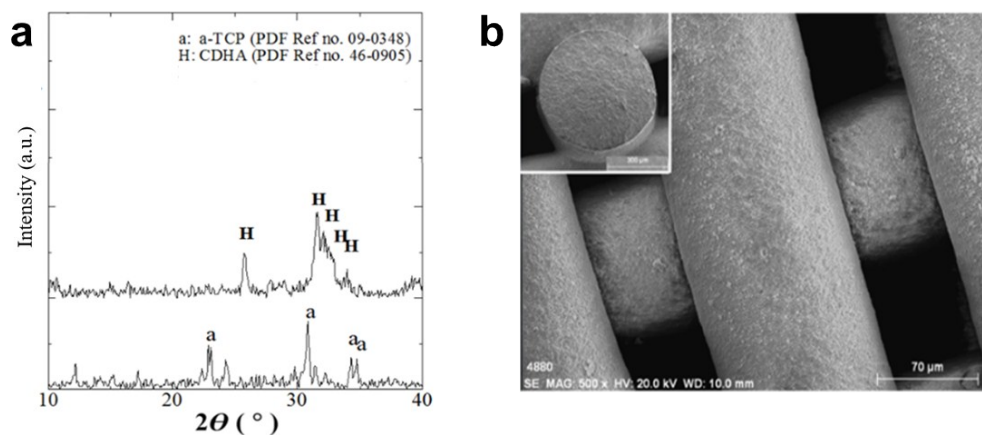 a
a: a-TCP (PDF Ref no. 09-0348)
H: CDHA (PDF Ref no. 46-0905)
Intensity (a.u.)
H
H
H
H
H
a
a
a
a
10 20 30 40
2Θ ( ° )
b
4880
SE MAG: 500 x HV: 20.0 kV WD: 10.0 mm
70 µm